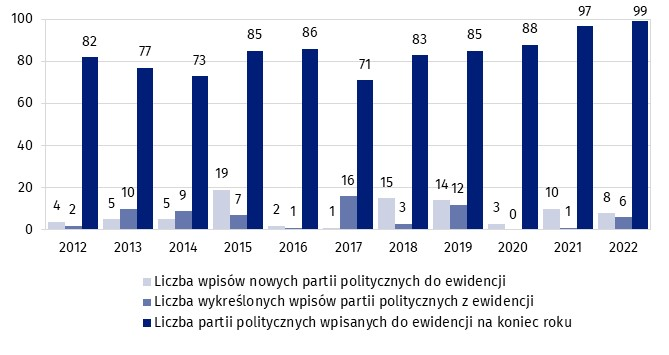 100
80
60
40
20
0
4 2 82
5 10 77
5 9 73
19 7 85
2 1 86
1 16 71
15 3 83
14 12 85
3 0 88
10 1 97
8 6 99
2012 2013 2014 2015 2016 2017 2018 2019 2020 2021 2022
Liczba wpisów nowych partii politycznych do ewidencji
Liczba wykreślonych wpisów partii politycznych z ewidencji
Liczba partii politycznych wpisanych do ewidencji na koniec roku